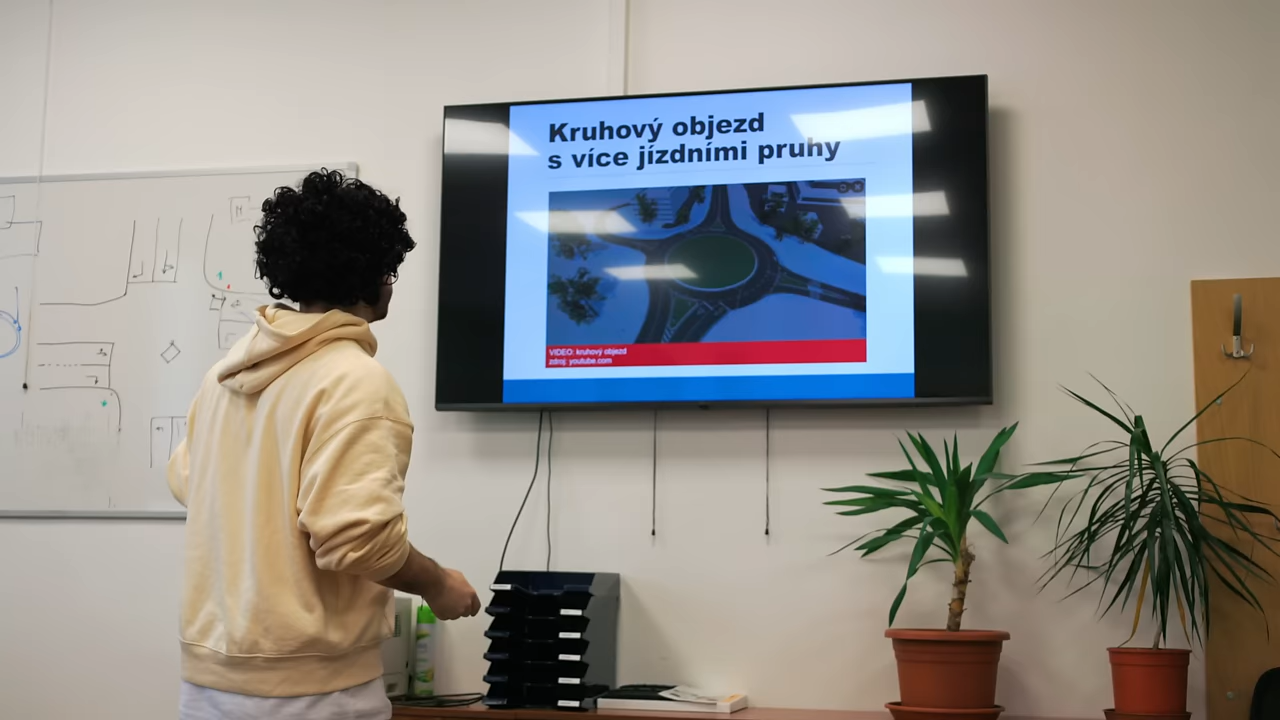 Kruhový objezd
s více jízdními pruhy
VIDEO: kruhový objezd
zdroj: youtube.com